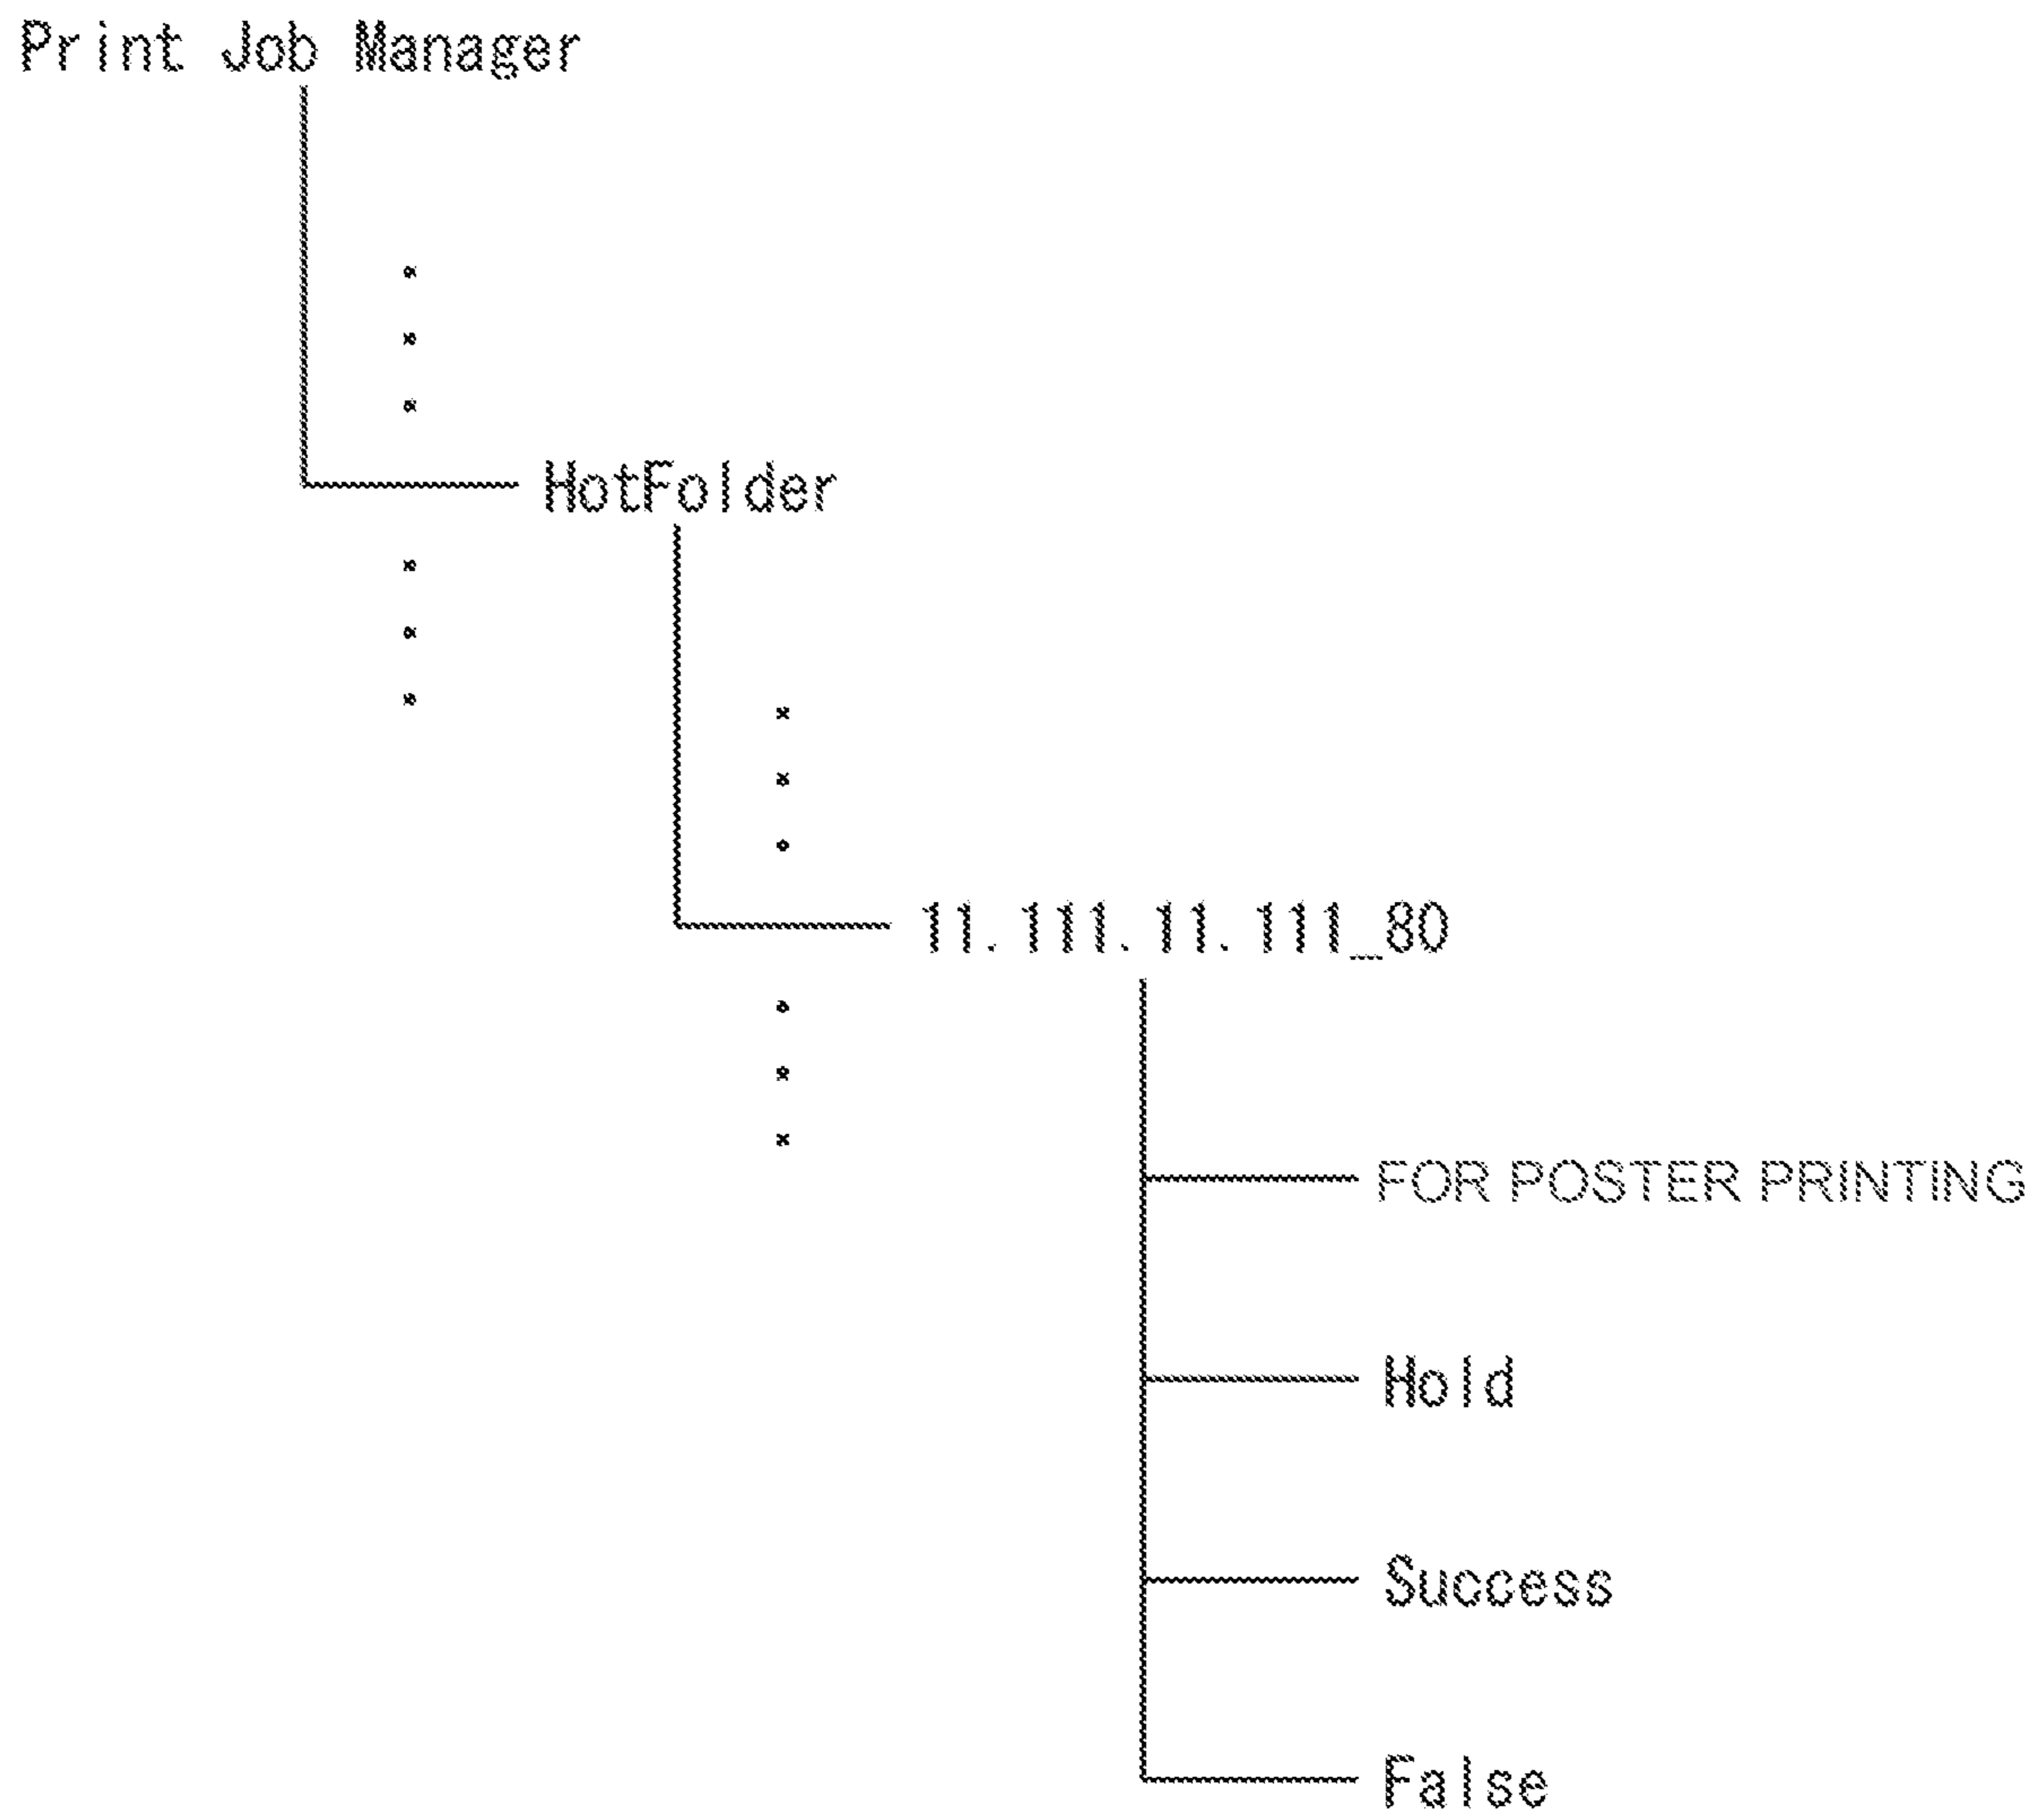 Print Job Manager
HotFolder
11.111.11.111_80
FOR POSTER PRINTING
Hold
Success
False